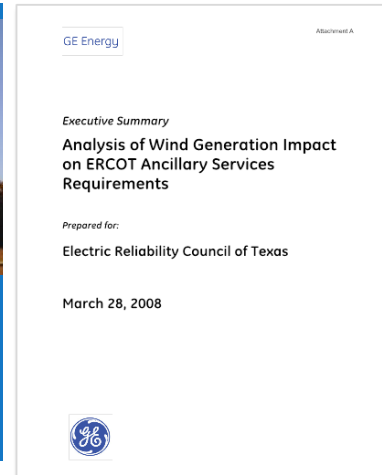 Attachment A
GE Energy
Executive Summary
Analysis of Wind Generation Impact
on ERCOT Ancillary Services
Requirements
Prepared for:
Electric Reliability Council of Texas
March 28, 2008
GE